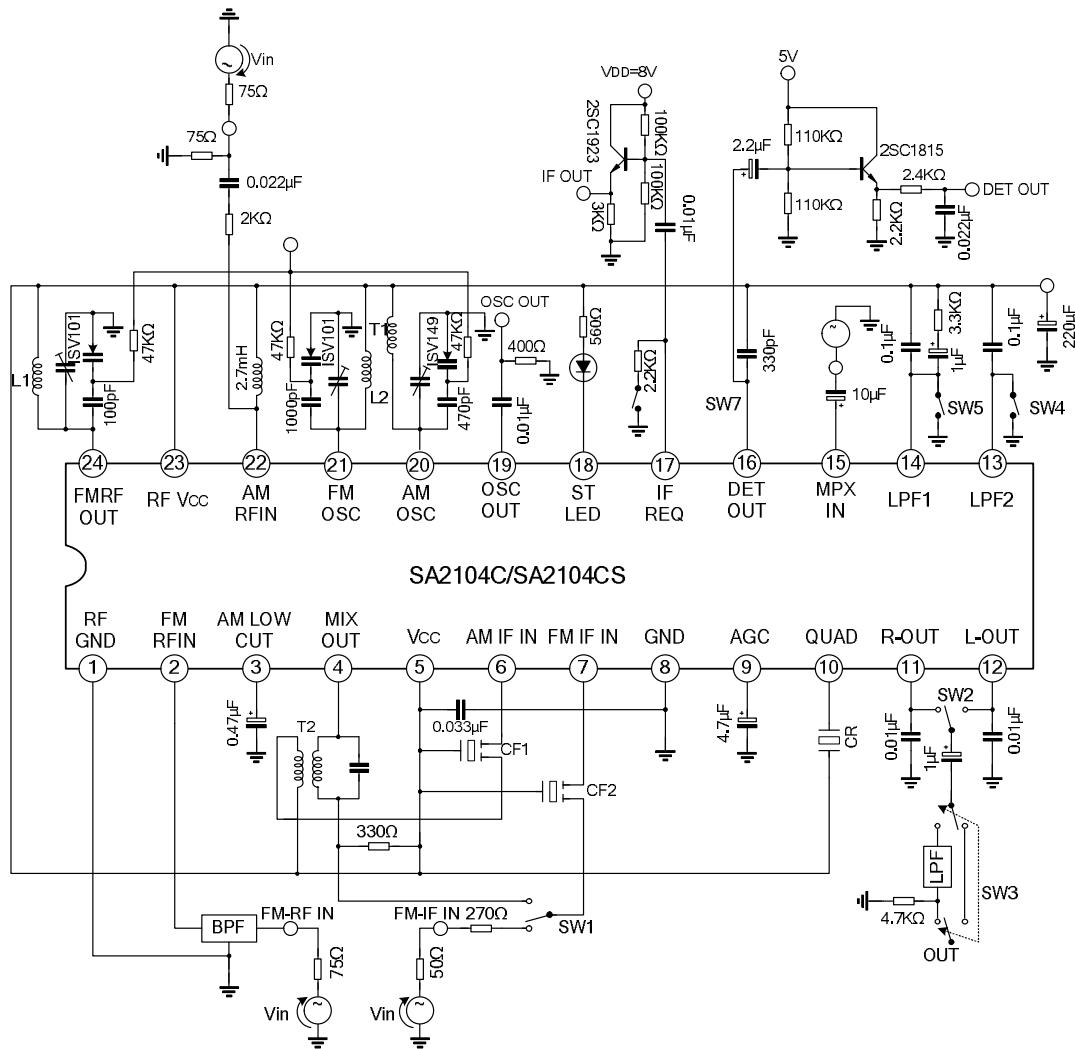 Vin
75Ω
75Ω
0.022µF
2KΩ
VDD=8V
2SC1923
100KΩ
100KΩ
IF OUT
3KΩ
0.01µF
5V
110KΩ
2.2µF
+
2SC1815
2.4KΩ
DET OUT
110KΩ
2.2KΩ
0.022µF
L1
ISV101
100pF
47KΩ
2.7mH
47KΩ
ISV101
1000pF
L2
T1
ISV149
47KΩ
470pF
OSC OUT
400Ω
0.01µF
560Ω
2.2KΩ
SW7
330pF
10µF
+
0.1µF
3.3KΩ
+
1µF
SW5
0.1µF
SW4
+
220µF
24 23 22 21 20 19 18 17 16 15 14 13
FMRF OUT
RF VCC
AM RFIN
FM OSC
AM OSC
OSC OUT
ST LED
IF REQ
DET OUT
MPX IN
LPF1
LPF2
SA2104C/SA2104CS
RF GND
FM RFIN
AM LOW CUT
MIX OUT
VCC
AM IF IN
FM IF IN
GND
AGC
QUAD
R-OUT
L-OUT
1 2 3 4 5 6 7 8 9 10 11 12
0.47µF
+
T2
0.033µF
CF1
CF2
4.7µF
+
CR
0.01µF
SW2
1µF
+
0.01µF
330Ω
LPF
SW3
4.7KΩ
OUT
BPF
FM-RF IN
75Ω
Vin
FM-IF IN
270Ω
SW1
50Ω
Vin